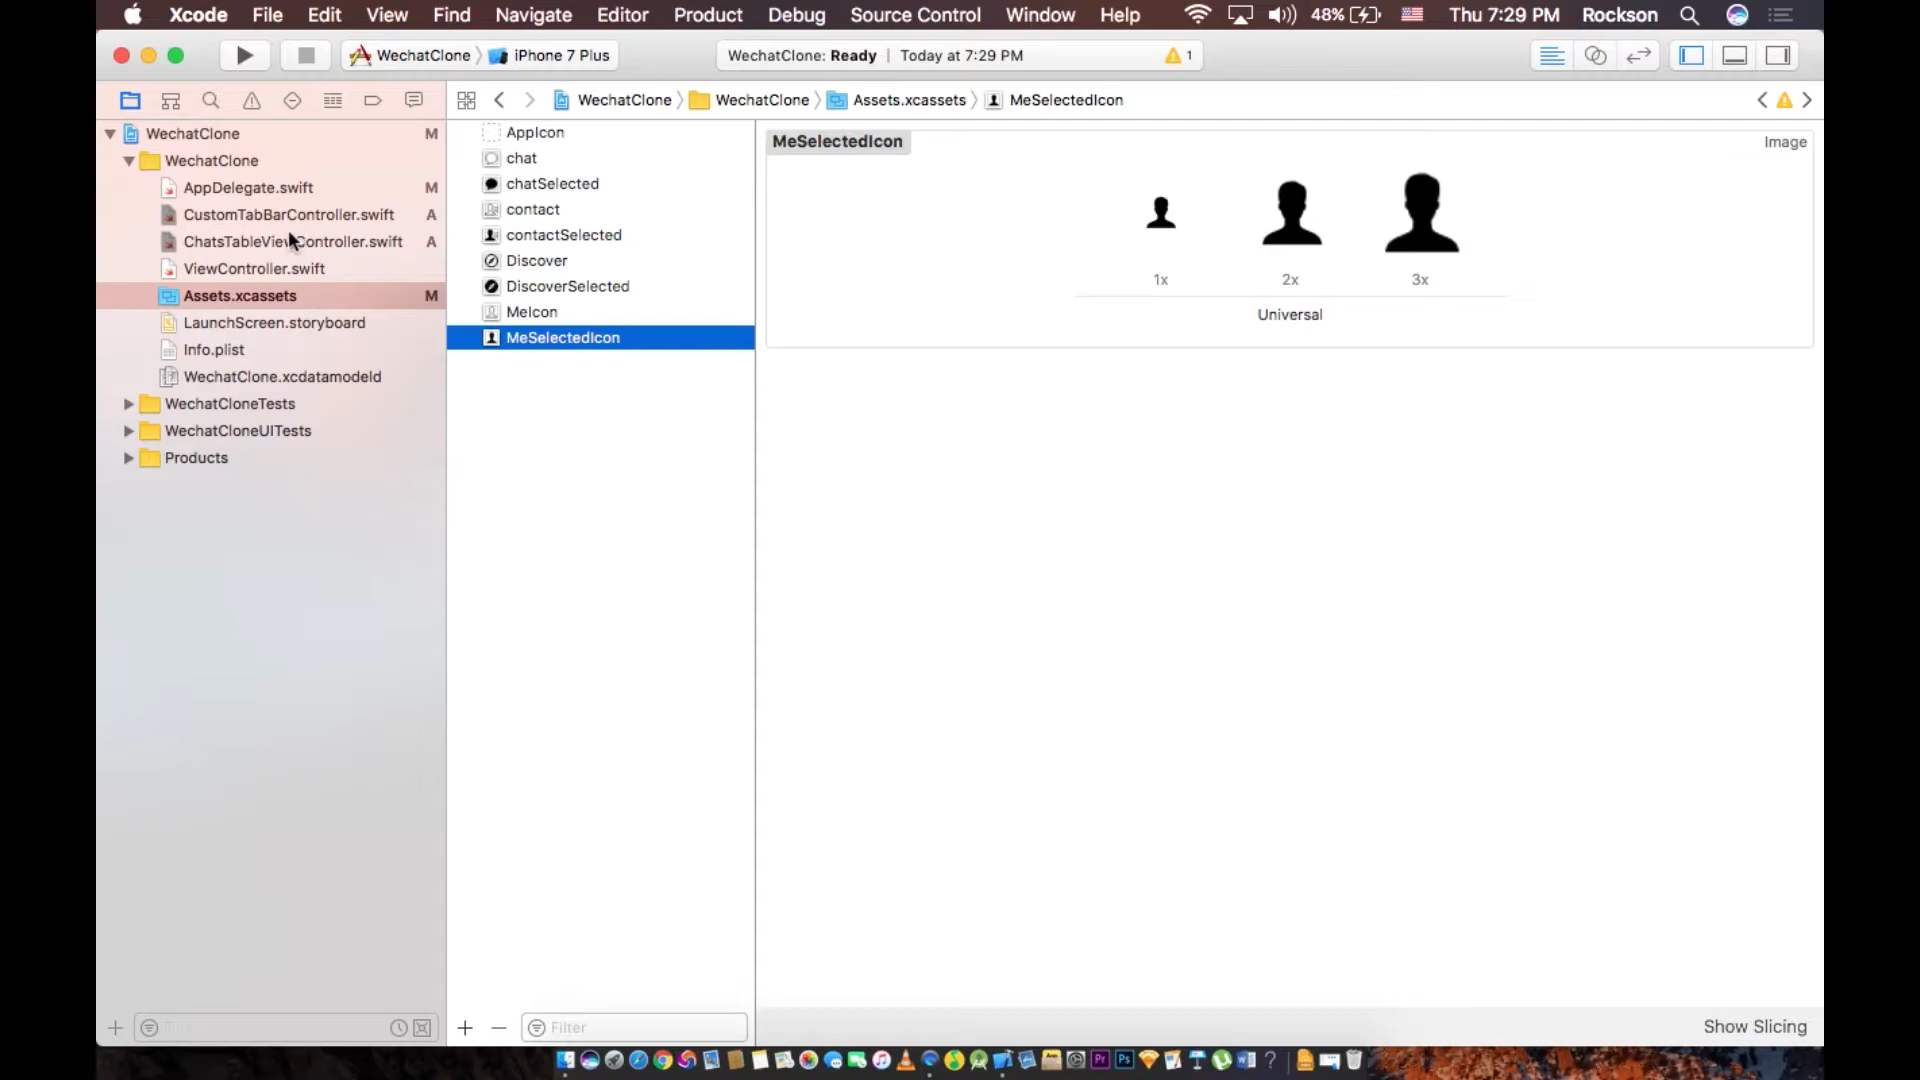 Xcode File Edit View Find Navigate Editor Product Debug Source Control Window Help 48% Thu 7:29 PM Rockson
WechatClone iPhone 7 Plus WechatClone: Ready | Today at 7:29 PM 1
WechatClone WechatClone Assets.xcassets MeSelectedIcon
WechatClone M
WechatClone
AppDelegate.swift M
CustomTabBarController.swift A
ChatsTableViewController.swift A
ViewController.swift
Assets.xcassets M
LaunchScreen.storyboard
Info.plist
WechatClone.xcdatamodeld
WechatCloneTests
WechatCloneUITests
Products
AppIcon
chat
chatSelected
contact
contactSelected
Discover
DiscoverSelected
MeIcon
MeSelectedIcon
MeSelectedIcon Image
1x 2x 3x
Universal
Filter
Show Slicing
Pr Ps